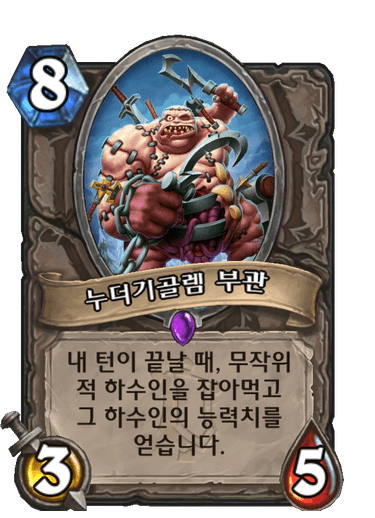 8
누더기골렘 부관
내 턴이 끝날 때, 무작위
적 하수인을 잡아먹고
그 하수인의 능력치를
얻습니다.
3
5